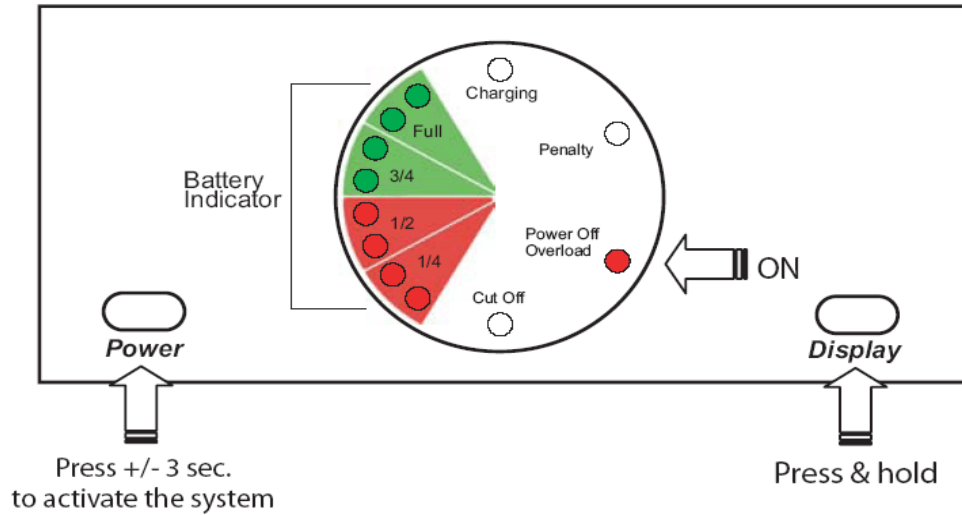 Charging
Full
Penalty
3/4
Battery
Indicator
1/2
Power Off
Overload
1/4
ON
Cut Off
Power
Display
Press +/- 3 sec.
to activate the system
Press & hold